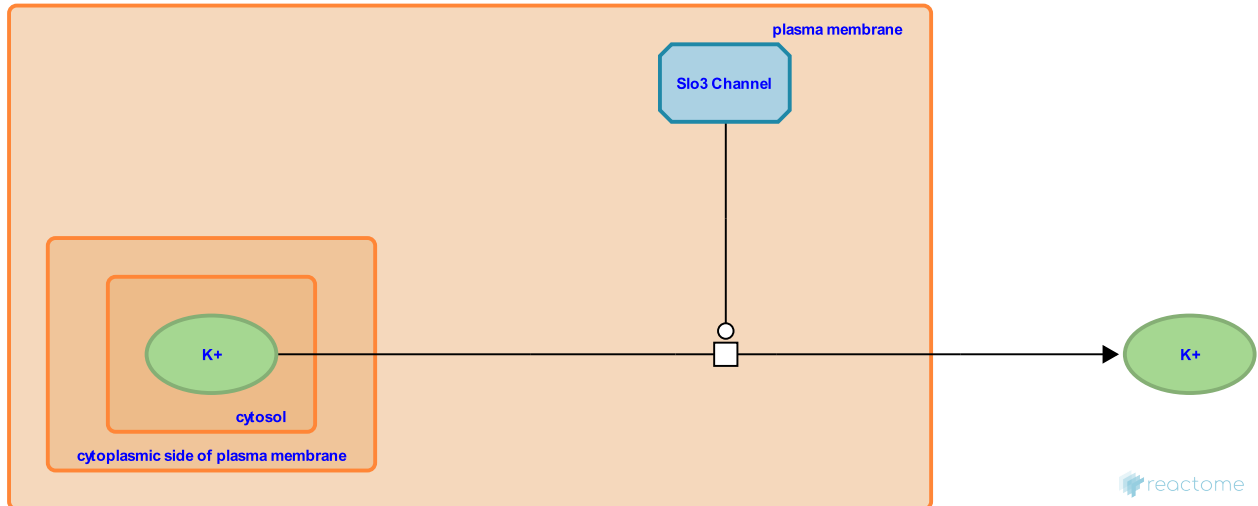 plasma membrane
Slo3 Channel
K+
K+
cytosol
cytoplasmic side of plasma membrane
reactome